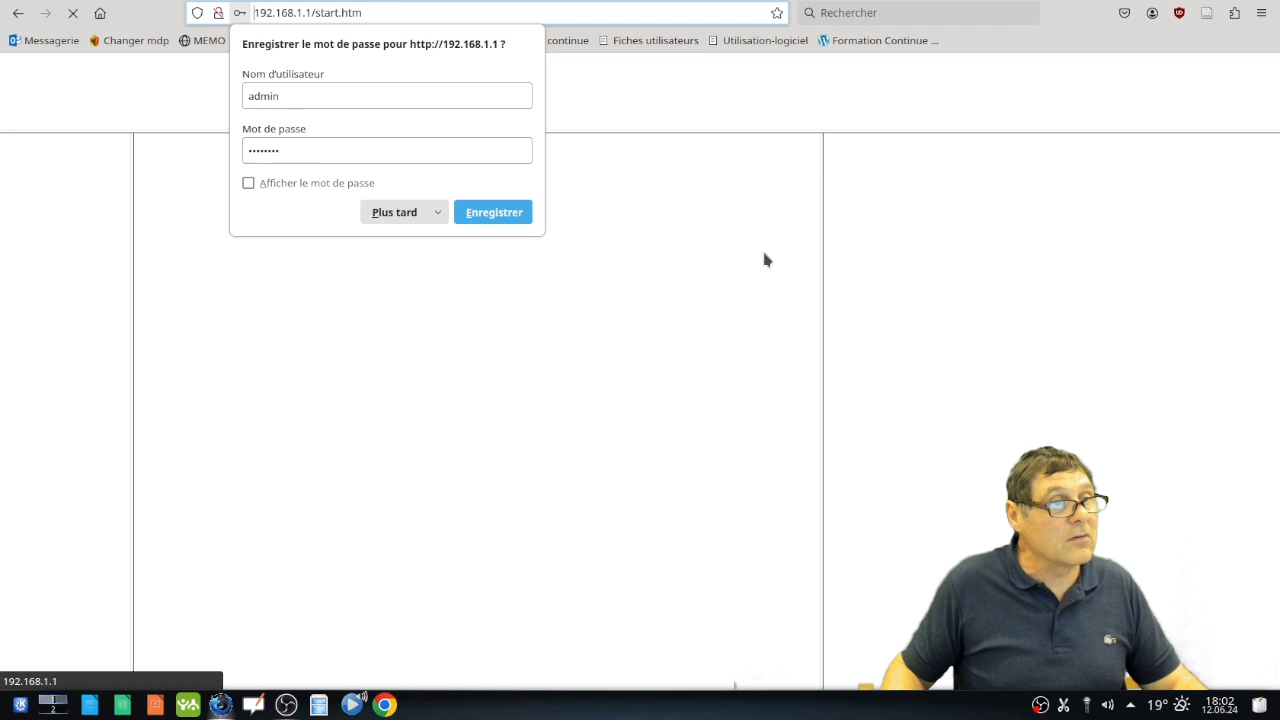 192.168.1.1/start.htm
Rechercher
Messagerie
Changer mdp
MEMO
continue
Fiches utilisateurs
Utilisation-logiciel
Formation Continue ...
Enregistrer le mot de passe pour http://192.168.1.1 ?
Nom d'utilisateur
admin
Mot de passe
••••••••
Afficher le mot de passe
Plus tard
Enregistrer
192.168.1.1
1
2
19°
18:02
12.06.24